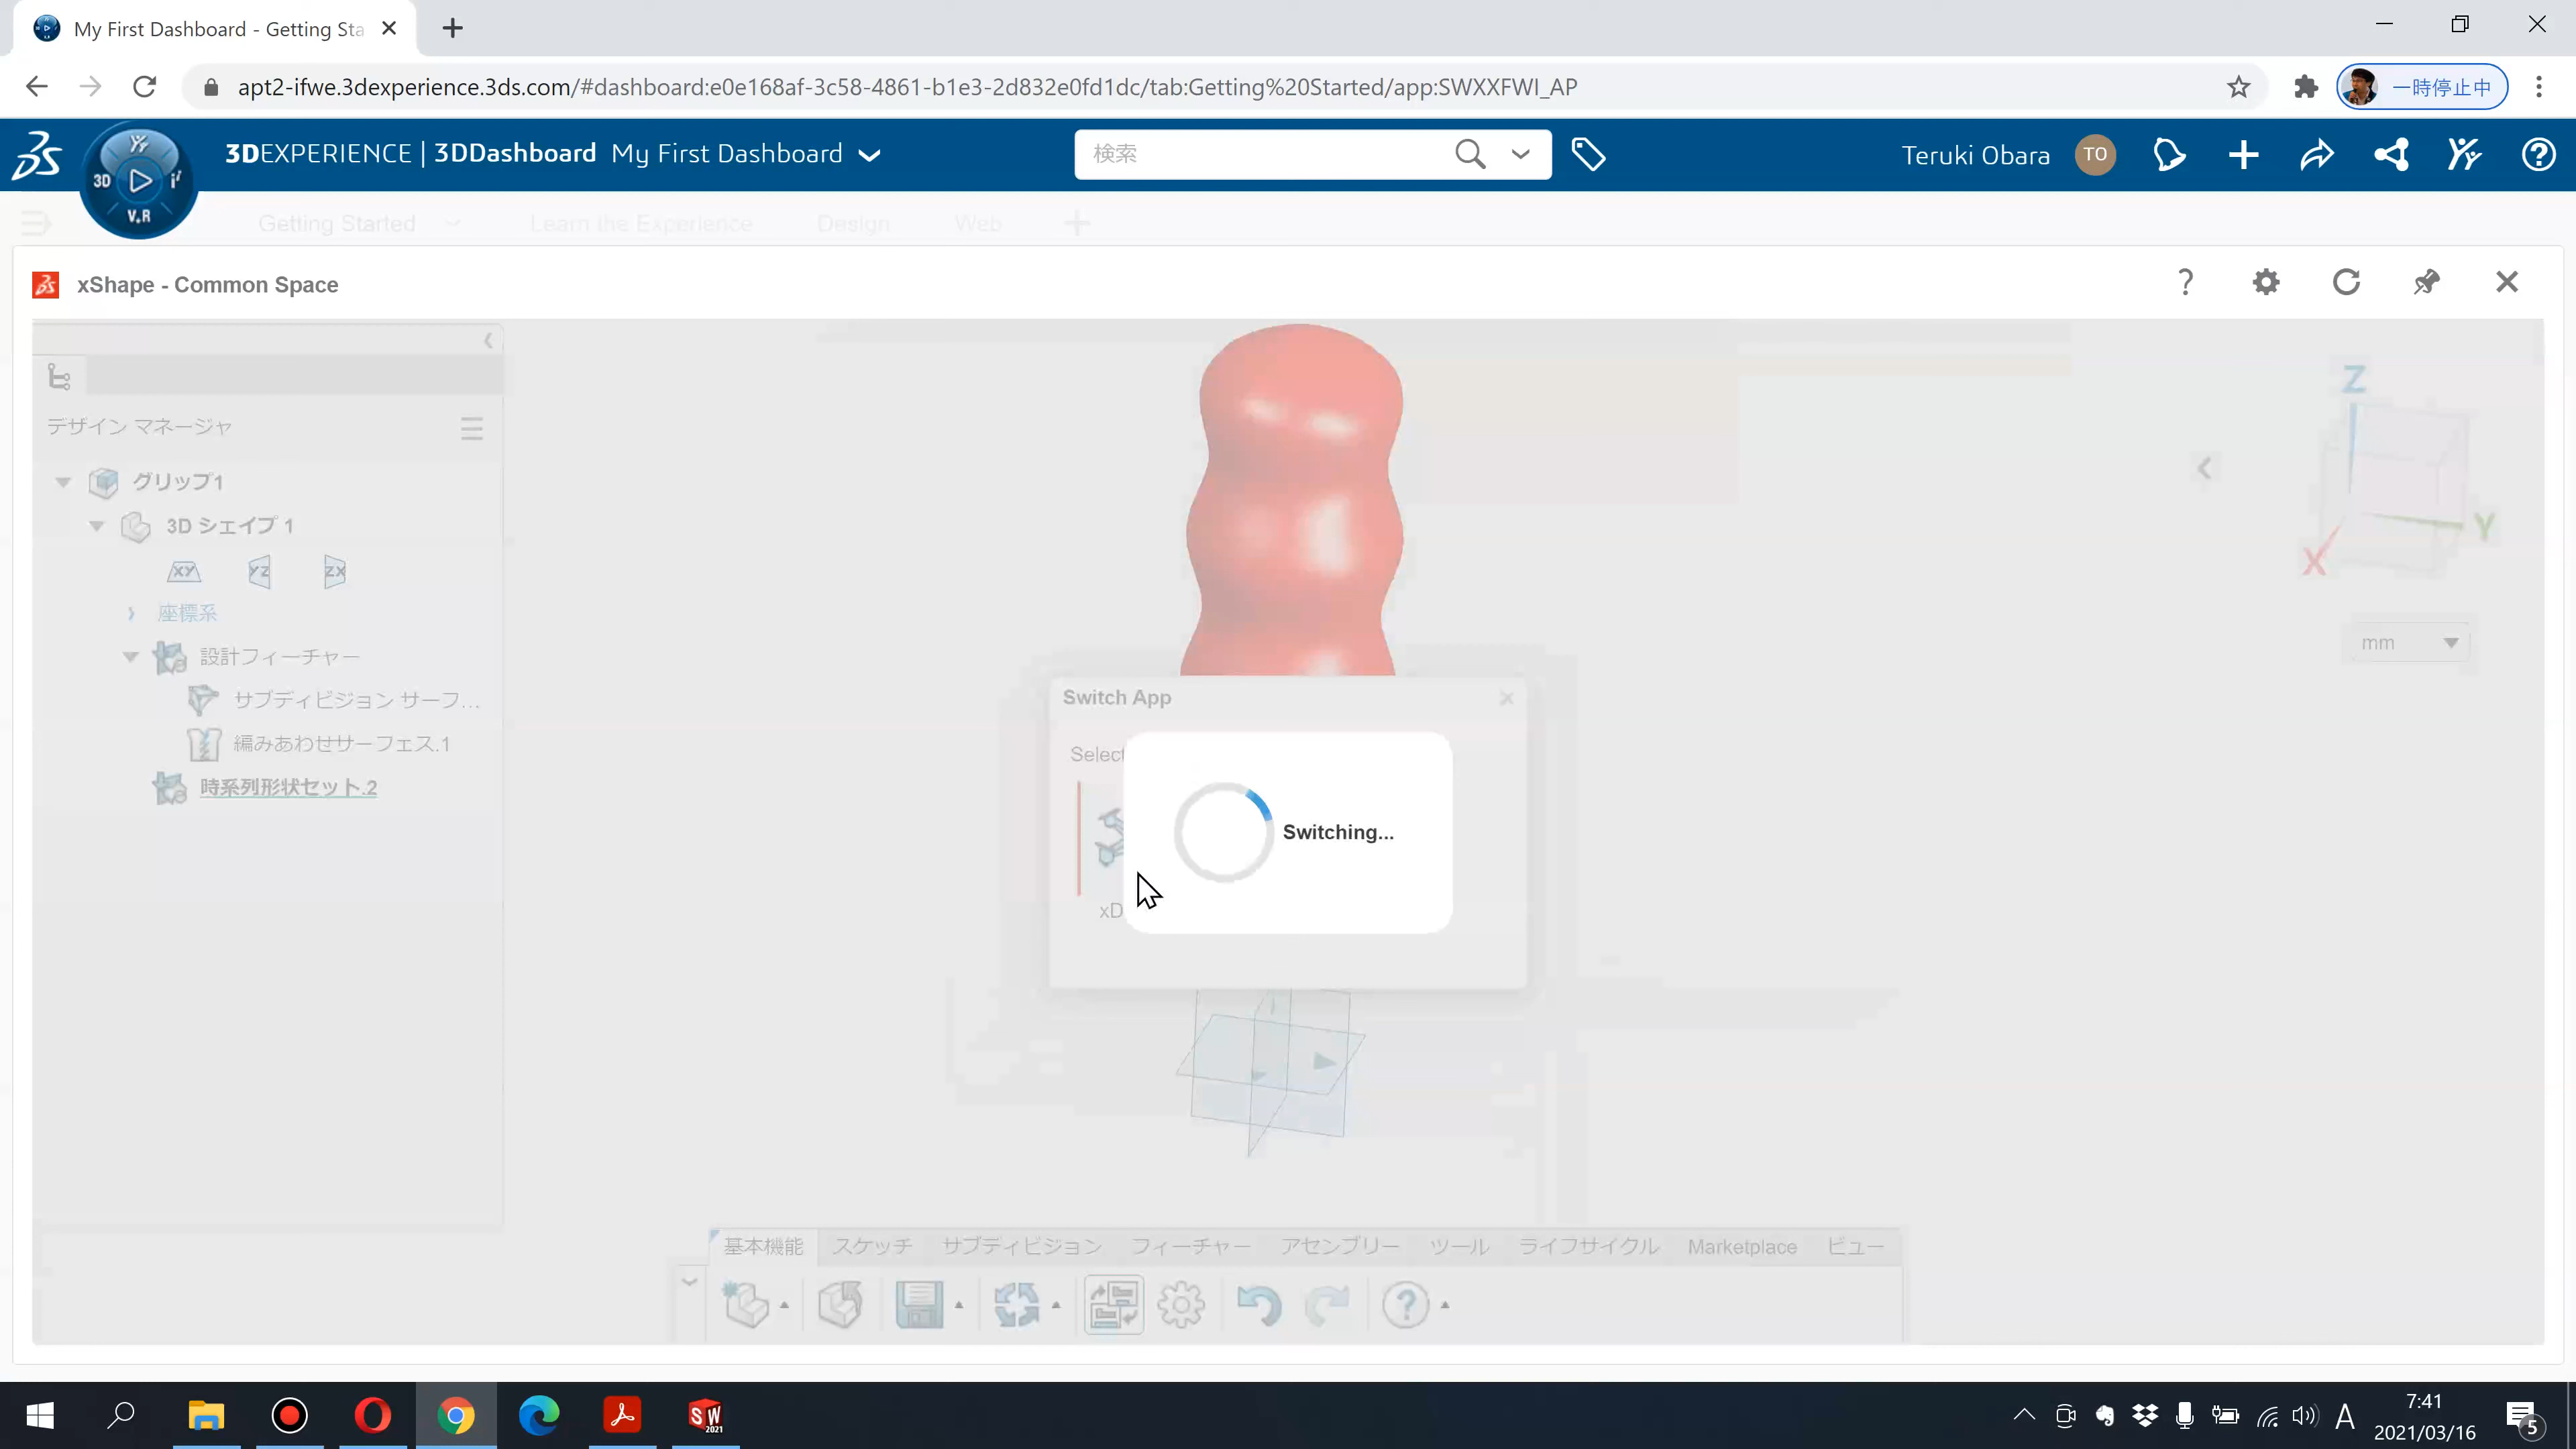 My First Dashboard - Getting Sta
apt2-ifwe.3dexperience.3ds.com/#dashboard:e0e168af-3c58-4861-b1e3-2d832e0fd1dc/tab:Getting%20Started/app:SWXXFWI_AP
一時停止中
3DEXPERIENCE | 3DDashboard My First Dashboard
検索
Teruki Obara
TO
3D
V.R
Getting Started
Learn the Experience
Design
Web
xShape - Common Space
デザイン マネージャ
グリップ1
3D シェイプ 1
XY
YZ
ZX
座標系
設計フィーチャー
サブディビジョン サーフ...
編みあわせサーフェス.1
時系列形状セット.2
Z
Y
X
mm
Switch App
Select
xD
Switching...
基本機能
スケッチ
サブディビジョン
フィーチャー
アセンブリー
ツール
ライフサイクル
Marketplace
ビュー
SW
2021
A
7:41
2021/03/16
5